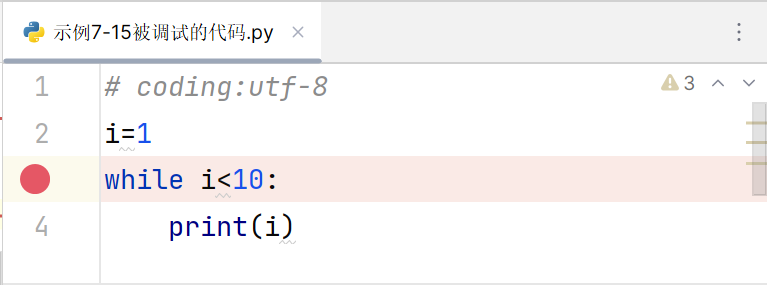 示例7-15被调试的代码.py
1 # coding:utf-8
3
2 i=1
while i<10:
4 print(i)